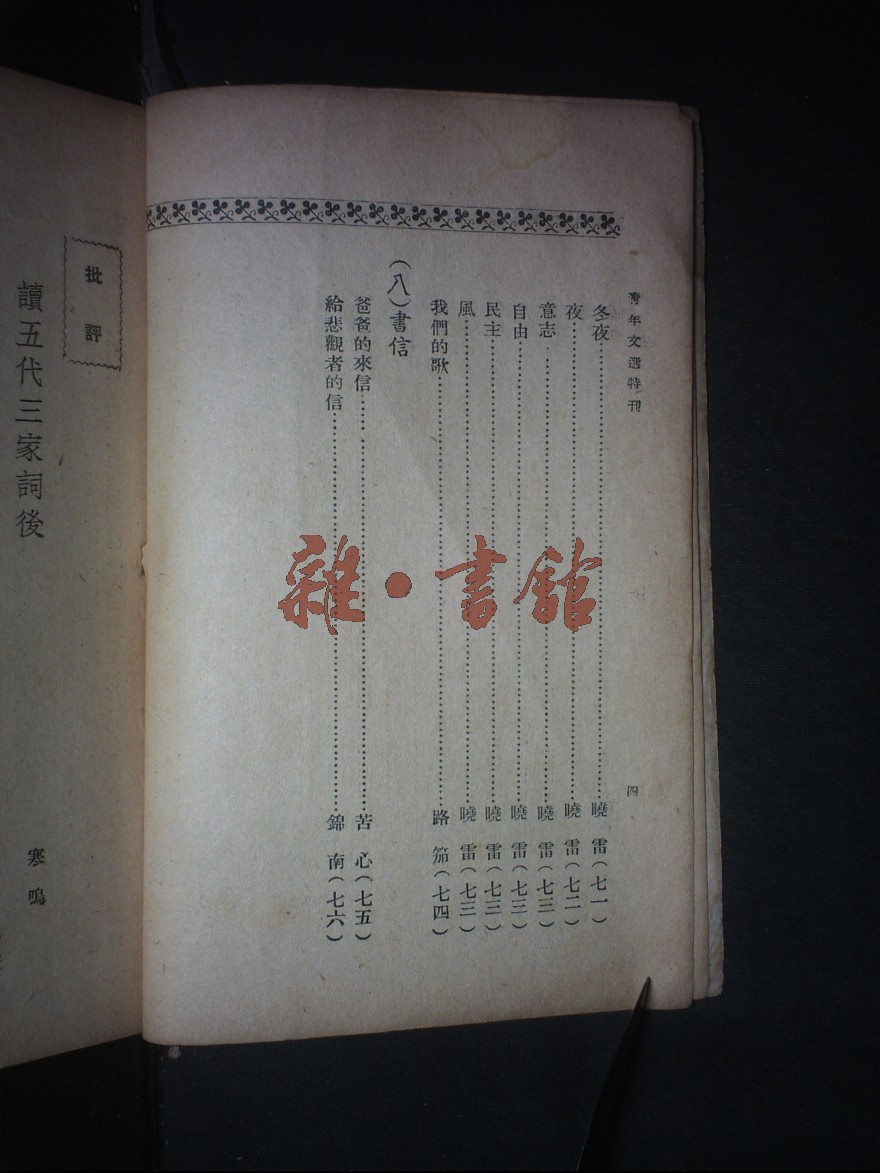 青年文選特刊
四
冬夜……曉 雷(七一)
夜……曉 雷(七二)
意志……曉 雷(七三)
自由……曉 雷(七三)
民主……曉 雷(七三)
風……曉 雷(七三)
我們的歌……路 笳(七四)
(八)書信
爸爸的來信……苦 心(七五)
給悲觀者的信……錦 南(七六)
雜·書館
批評
讀五代三家詞後
寒鳴